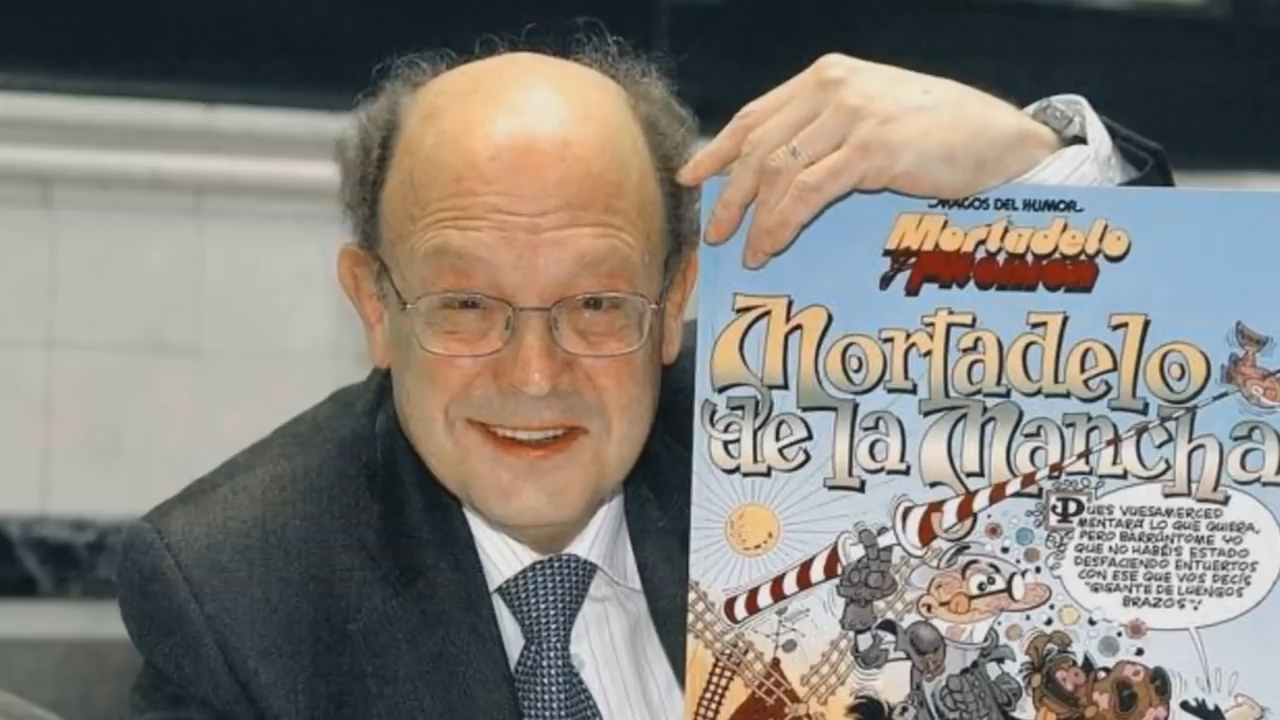 MAGOS DEL HUMOR
Mortadelo
y Filemón
Mortadelo
de la Mancha
PUES VUESAMERCED
MENTARÁ LO QUE QUIERA,
PERO BARRÚNTOME YO
QUE NO HABÉIS ESTADO
DESFACIENDO ENTUERTOS
CON ESE QUE VOS DECÍS
"GIGANTE DE LUENGOS
BRAZOS"!